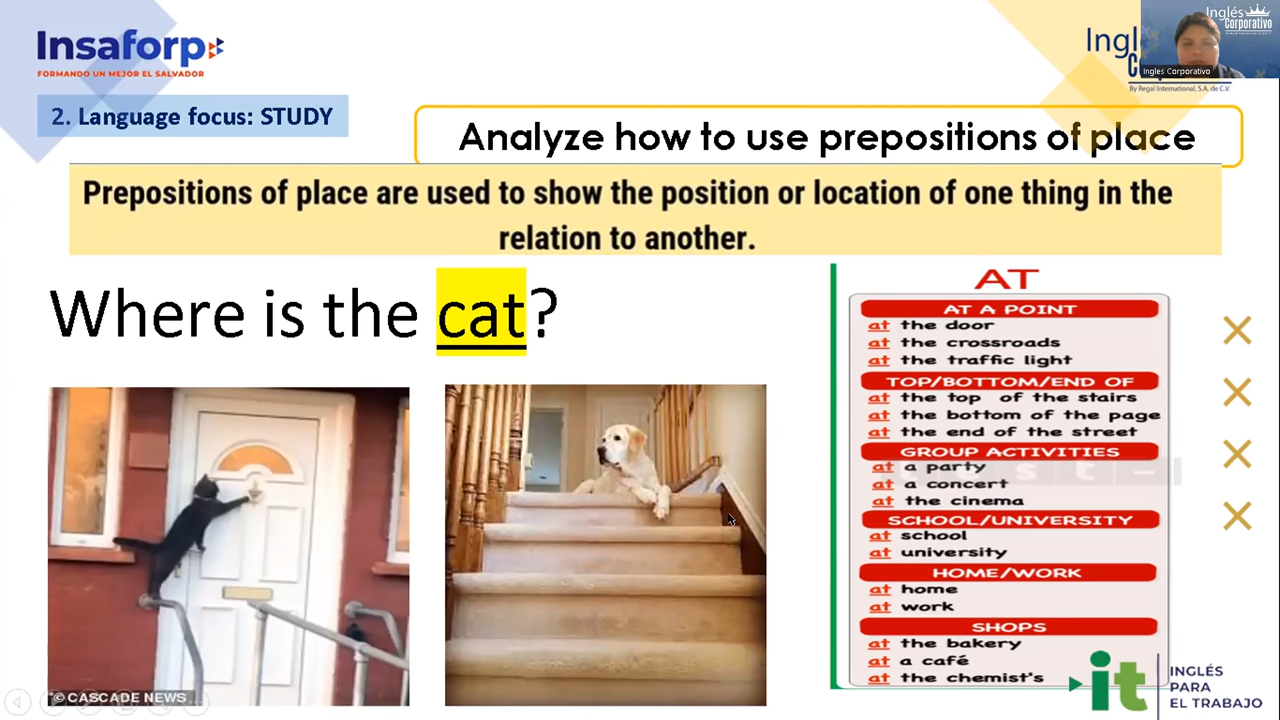 Insaforp
FORMANDO UN MEJOR EL SALVADOR
Inglés
Corporativo
Ingles Corporativo
By Regal International, S.A. de C.V.
2. Language focus: STUDY
Analyze how to use prepositions of place
Prepositions of place are used to show the position or location of one thing in the
relation to another.
Where is the cat?
© CASCADE NEWS
AT
AT A POINT
at the door
at the crossroads
at the traffic light
TOP/BOTTOM/END OF
at the top of the stairs
at the bottom of the page
at the end of the street
GROUP ACTIVITIES
at a party
at a concert
at the cinema
SCHOOL/UNIVERSITY
at school
at university
HOME/WORK
at home
at work
SHOPS
at the bakery
at a café
at the chemist's
it
INGLÉS
PARA
EL TRABAJO